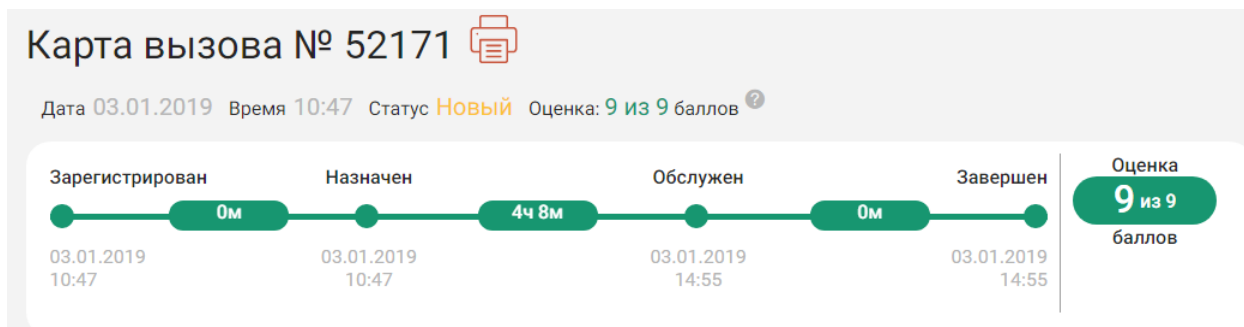 Карта вызова № 52171
Дата 03.01.2019 Время 10:47 Статус Новый Оценка: 9 из 9 баллов ?
Зарегистрирован Назначен Обслужен Завершен Оценка
0м 4ч 8м 0м 9 из 9
баллов
03.01.2019 03.01.2019 03.01.2019 03.01.2019
10:47 10:47 14:55 14:55